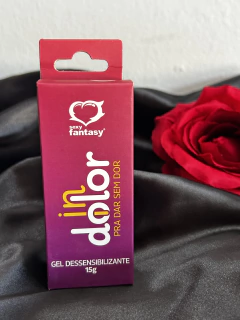 sexy
fantasy
in
dolor
PRA DAR SEM DOR
GEL DESSENSIBILIZANTE
15g